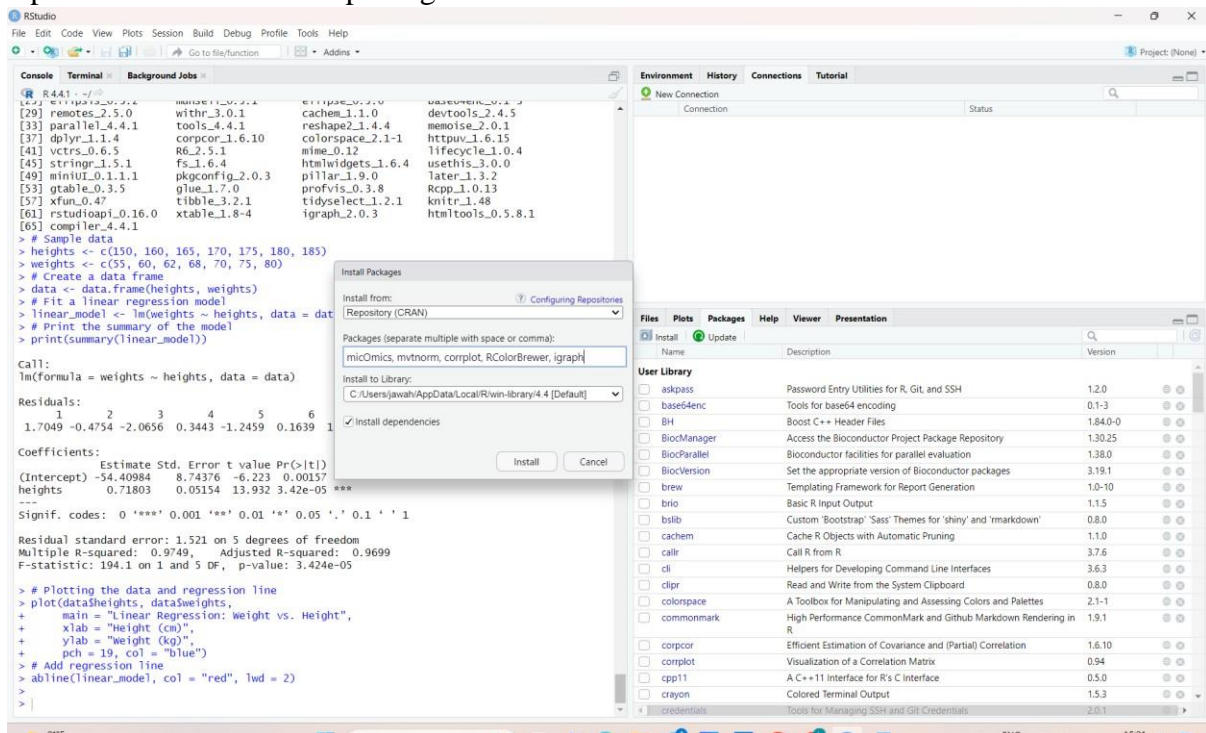 RStudio
File Edit Code View Plots Session Build Debug Profile Tools Help
Go to file/function Addins Project: (None)
Console Terminal Background Jobs
R 4.4.1 · ~/
[29] remotes_2.5.0 withr_3.0.1 cachem_1.1.0 devtools_2.4.5
[33] parallel_4.4.1 tools_4.4.1 reshape2_1.4.4 memoise_2.0.1
[37] dplyr_1.1.4 corpcor_1.6.10 colorspace_2.1-1 httpuv_1.6.15
[41] vctrs_0.6.5 R6_2.5.1 mime_0.12 lifecycle_1.0.4
[45] stringr_1.5.1 fs_1.6.4 htmlwidgets_1.6.4 usethis_3.0.0
[49] miniUI_0.1.1.1 pkgconfig_2.0.3 pillar_1.9.0 later_1.3.2
[53] gtable_0.3.5 glue_1.7.0 profvis_0.3.8 Rcpp_1.0.13
[57] xfun_0.47 tibble_3.2.1 tidyselect_1.2.1 knitr_1.48
[61] rstudioapi_0.16.0 xtable_1.8-4 igraph_2.0.3 htmltools_0.5.8.1
[65] compiler_4.4.1
> # Sample data
> heights <- c(150, 160, 165, 170, 175, 180, 185)
> weights <- c(55, 60, 62, 68, 70, 75, 80)
> # Create a data frame
> data <- data.frame(heights, weights)
> # Fit a linear regression model
> linear_model <- lm(weights ~ heights, data = dat
> # Print the summary of the model
> print(summary(linear_model))
Call:
lm(formula = weights ~ heights, data = data)
Residuals:
1 2 3 4 5 6
1.7049 -0.4754 -2.0656 0.3443 -1.2459 0.1639 1
Coefficients:
Estimate Std. Error t value Pr(>|t|)
(Intercept) -54.40984 8.74376 -6.223 0.00157
heights 0.71803 0.05154 13.932 3.42e-05 ***
---
Signif. codes: 0 '***' 0.001 '**' 0.01 '*' 0.05 '.' 0.1 ' ' 1
Residual standard error: 1.521 on 5 degrees of freedom
Multiple R-squared: 0.9749, Adjusted R-squared: 0.9699
F-statistic: 194.1 on 1 and 5 DF, p-value: 3.424e-05
> # Plotting the data and regression line
> plot(data$heights, data$weights,
+ main = "Linear Regression: Weight vs. Height",
+ xlab = "Height (cm)",
+ ylab = "Weight (kg)",
+ pch = 19, col = "blue")
> # Add regression line
> abline(linear_model, col = "red", lwd = 2)
>
>
Install Packages
Install from: Configuring Repositories
Repository (CRAN)
Packages (separate multiple with space or comma):
micOmics, mvtnorm, corrplot, RColorBrewer, igraph
Install to Library:
C:/Users/jawah/AppData/Local/R/win-library/4.4 [Default]
Install dependencies
Install Cancel
Environment History Connections Tutorial
New Connection
Connection Status
Files Plots Packages Help Viewer Presentation
Install Update
Name Description Version
User Library
askpass Password Entry Utilities for R, Git, and SSH 1.2.0
base64enc Tools for base64 encoding 0.1-3
BH Boost C++ Header Files 1.84.0-0
BiocManager Access the Bioconductor Project Package Repository 1.30.25
BiocParallel Bioconductor facilities for parallel evaluation 1.38.0
BiocVersion Set the appropriate version of Bioconductor packages 3.19.1
brew Templating Framework for Report Generation 1.0-10
brio Basic R Input Output 1.1.5
bslib Custom 'Bootstrap' 'Sass' Themes for 'shiny' and 'rmarkdown' 0.8.0
cachem Cache R Objects with Automatic Pruning 1.1.0
callr Call R from R 3.7.6
cli Helpers for Developing Command Line Interfaces 3.6.3
clipr Read and Write from the System Clipboard 0.8.0
colorspace A Toolbox for Manipulating and Assessing Colors and Palettes 2.1-1
commonmark High Performance CommonMark and Github Markdown Rendering in 1.9.1
R
corpcor Efficient Estimation of Covariance and (Partial) Correlation 1.6.10
corrplot Visualization of a Correlation Matrix 0.94
cpp11 A C++11 Interface for R's C Interface 0.5.0
crayon Colored Terminal Output 1.5.3
credentials Tools for Managing SSH and Git Credentials 2.0.1